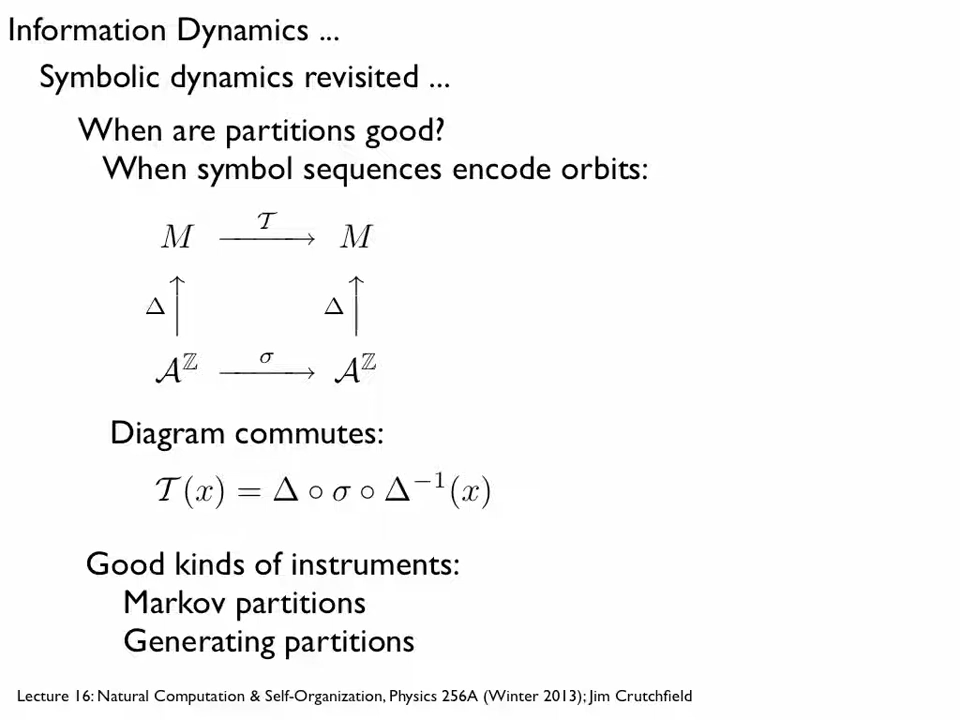 Information Dynamics ...
Symbolic dynamics revisited ...
When are partitions good?
When symbol sequences encode orbits:
𝒯
M ⟶ M
Δ ↑ Δ ↑
σ
𝒜^ℤ ⟶ 𝒜^ℤ
Diagram commutes:
𝒯(x) = Δ ∘ σ ∘ Δ⁻¹(x)
Good kinds of instruments:
Markov partitions
Generating partitions
Lecture 16: Natural Computation & Self-Organization, Physics 256A (Winter 2013); Jim Crutchfield